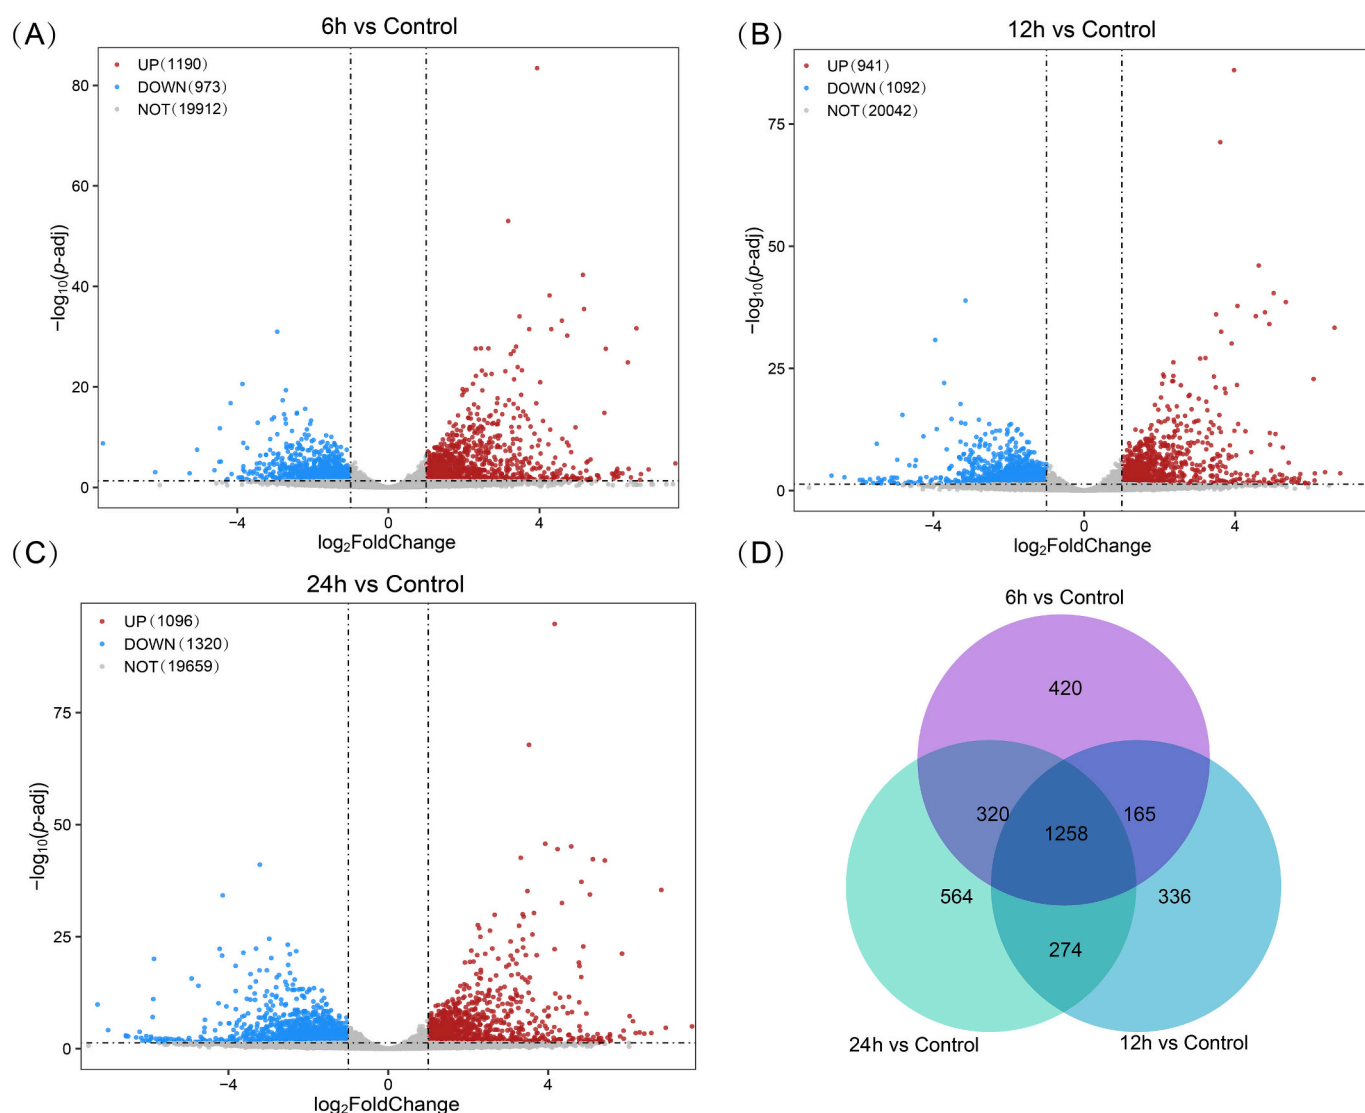 (A)
6h vs Control
UP(1190)
DOWN(973)
NOT(19912)
80
60
40
20
0
−log10(p-adj)
−4
0
4
log2FoldChange
(B)
12h vs Control
UP(941)
DOWN(1092)
NOT(20042)
75
50
25
0
−log10(p-adj)
−4
0
4
log2FoldChange
(C)
24h vs Control
UP(1096)
DOWN(1320)
NOT(19659)
75
50
25
0
−log10(p-adj)
−4
0
4
log2FoldChange
(D)
6h vs Control
420
320
165
1258
564
336
274
24h vs Control
12h vs Control